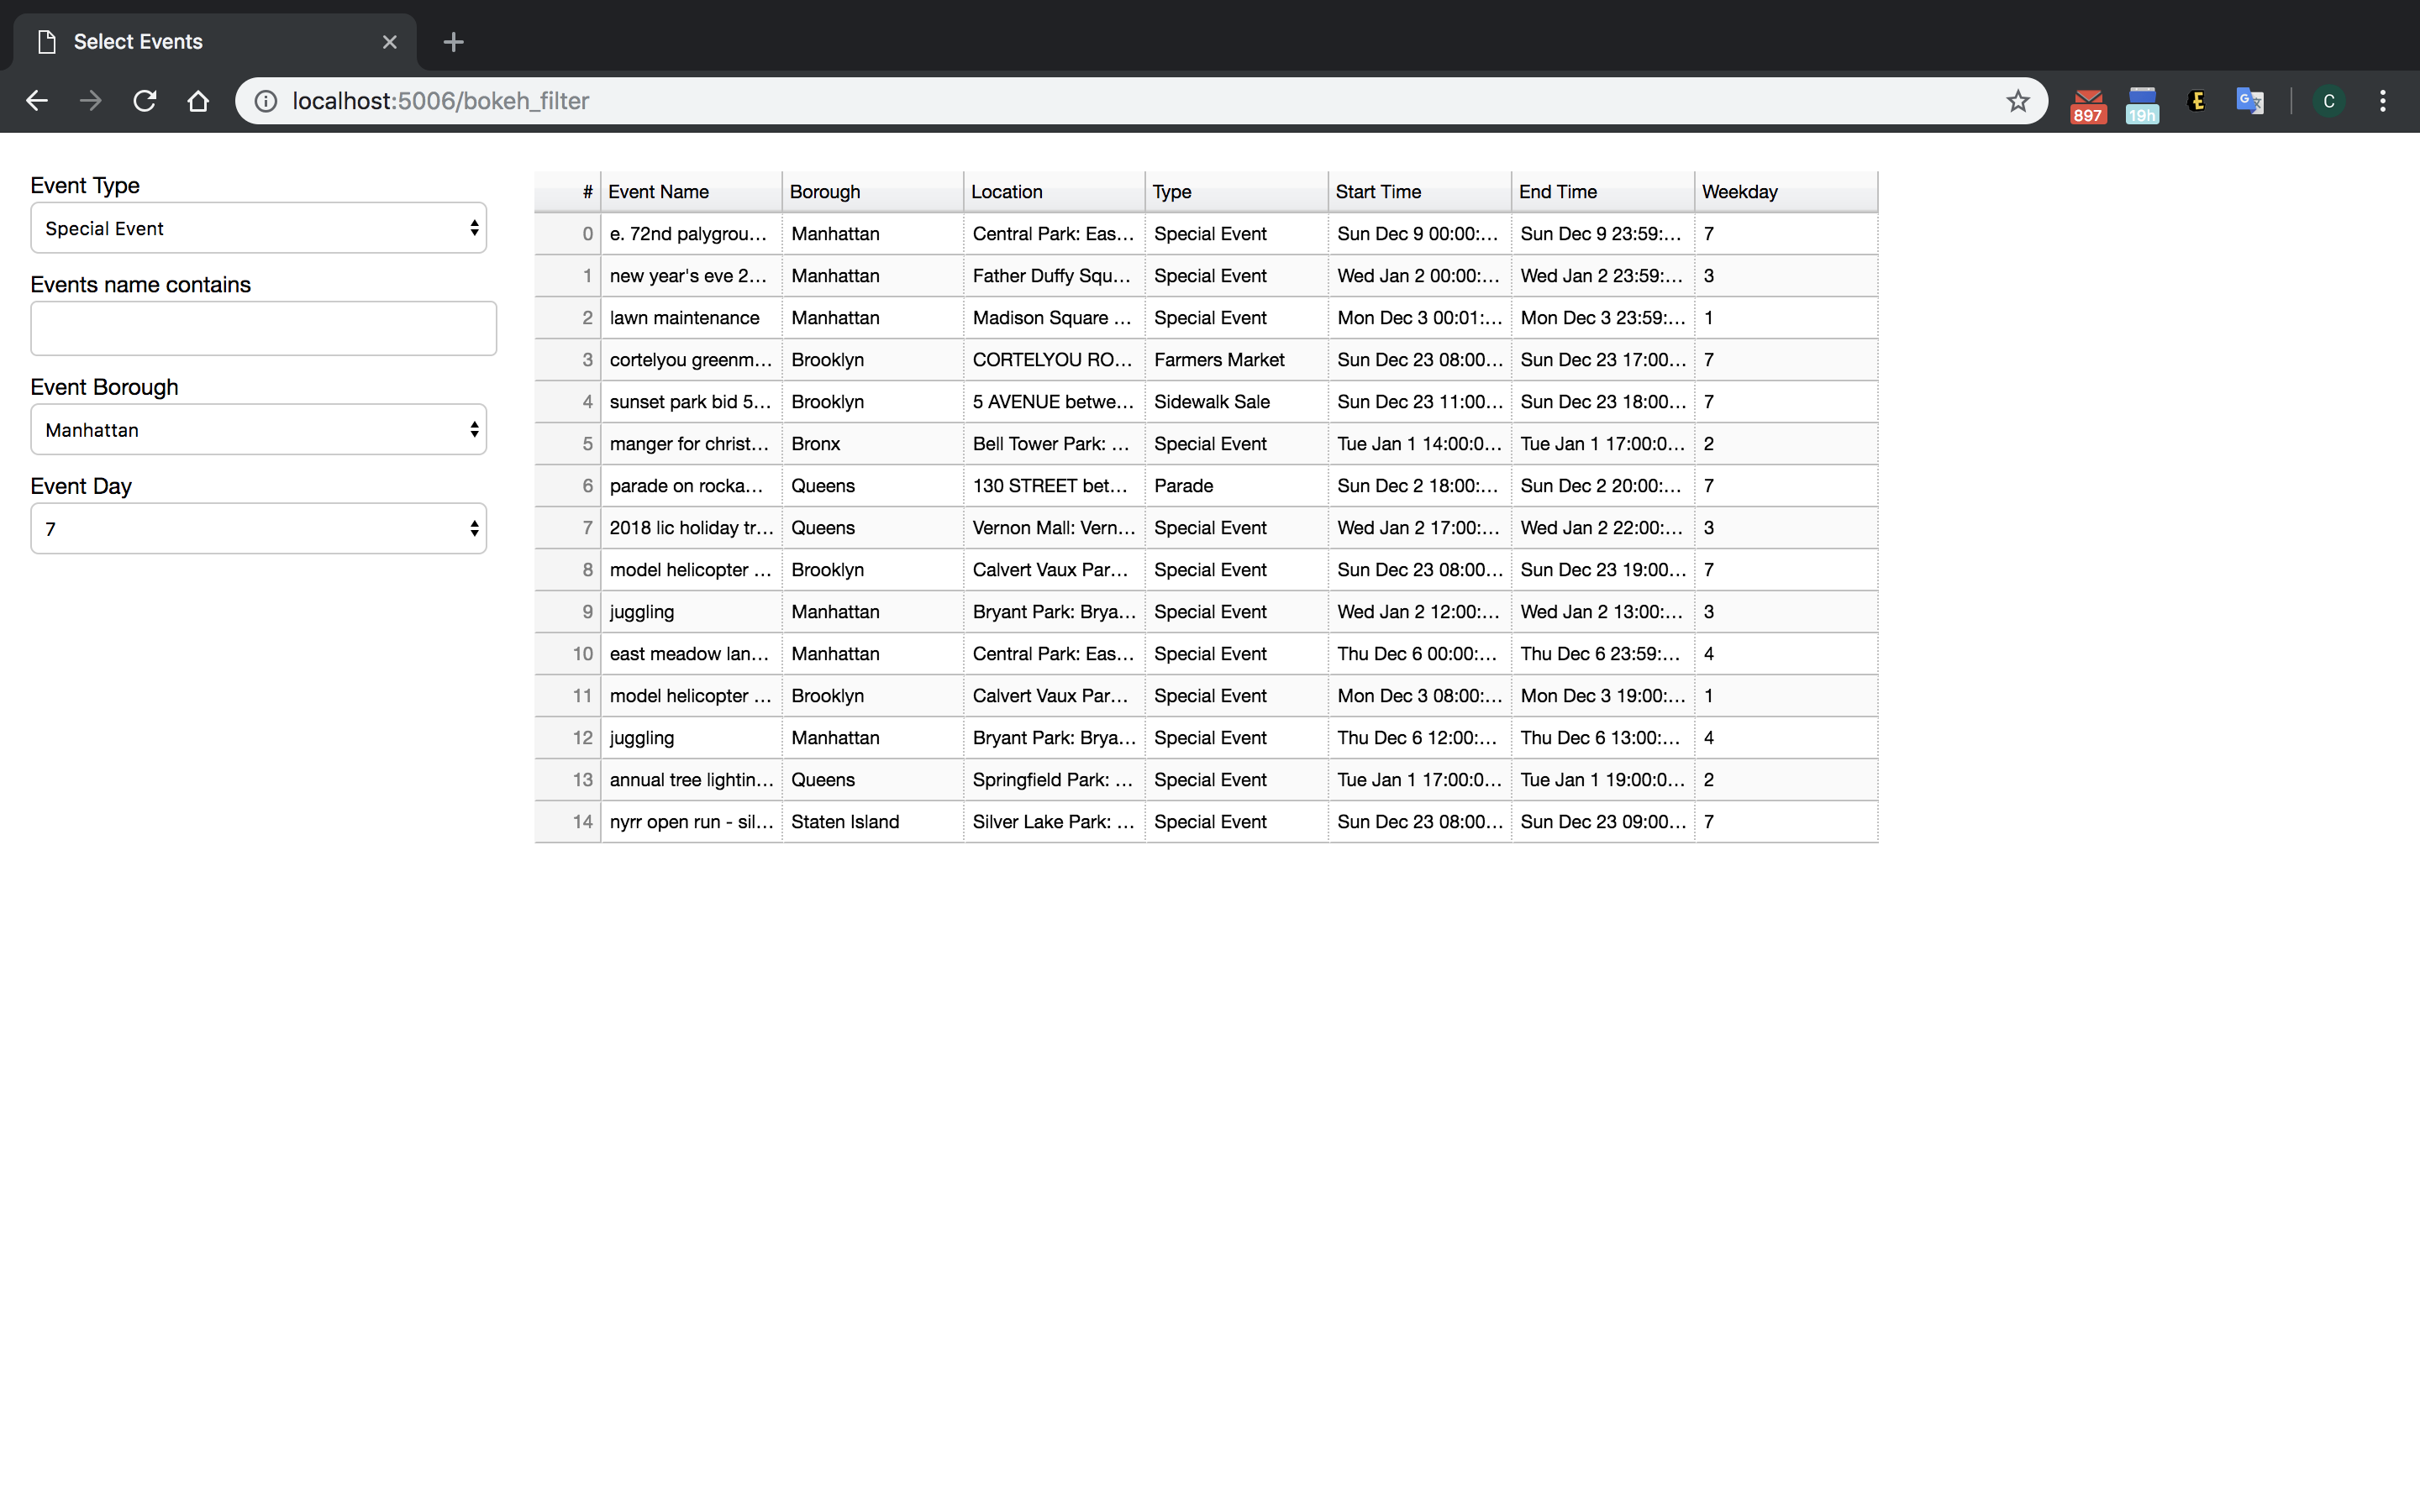 Select Events
localhost:5006/bokeh_filter
897
19h
E
G
C
Event Type
Special Event
Events name contains
Event Borough
Manhattan
Event Day
7
# Event Name Borough Location Type Start Time End Time Weekday
0 e. 72nd palygrou... Manhattan Central Park: Eas... Special Event Sun Dec 9 00:00:... Sun Dec 9 23:59:... 7
1 new year's eve 2... Manhattan Father Duffy Squ... Special Event Wed Jan 2 00:00:... Wed Jan 2 23:59:... 3
2 lawn maintenance Manhattan Madison Square ... Special Event Mon Dec 3 00:01:... Mon Dec 3 23:59:... 1
3 cortelyou greenm... Brooklyn CORTELYOU RO... Farmers Market Sun Dec 23 08:00... Sun Dec 23 17:00... 7
4 sunset park bid 5... Brooklyn 5 AVENUE betwe... Sidewalk Sale Sun Dec 23 11:00... Sun Dec 23 18:00... 7
5 manger for christ... Bronx Bell Tower Park: ... Special Event Tue Jan 1 14:00:0... Tue Jan 1 17:00:0... 2
6 parade on rocka... Queens 130 STREET bet... Parade Sun Dec 2 18:00:... Sun Dec 2 20:00:... 7
7 2018 lic holiday tr... Queens Vernon Mall: Vern... Special Event Wed Jan 2 17:00:... Wed Jan 2 22:00:... 3
8 model helicopter ... Brooklyn Calvert Vaux Par... Special Event Sun Dec 23 08:00... Sun Dec 23 19:00... 7
9 juggling Manhattan Bryant Park: Brya... Special Event Wed Jan 2 12:00:... Wed Jan 2 13:00:... 3
10 east meadow lan... Manhattan Central Park: Eas... Special Event Thu Dec 6 00:00:... Thu Dec 6 23:59:... 4
11 model helicopter ... Brooklyn Calvert Vaux Par... Special Event Mon Dec 3 08:00:... Mon Dec 3 19:00:... 1
12 juggling Manhattan Bryant Park: Brya... Special Event Thu Dec 6 12:00:... Thu Dec 6 13:00:... 4
13 annual tree lightin... Queens Springfield Park: ... Special Event Tue Jan 1 17:00:0... Tue Jan 1 19:00:0... 2
14 nyrr open run - sil... Staten Island Silver Lake Park: ... Special Event Sun Dec 23 08:00... Sun Dec 23 09:00... 7